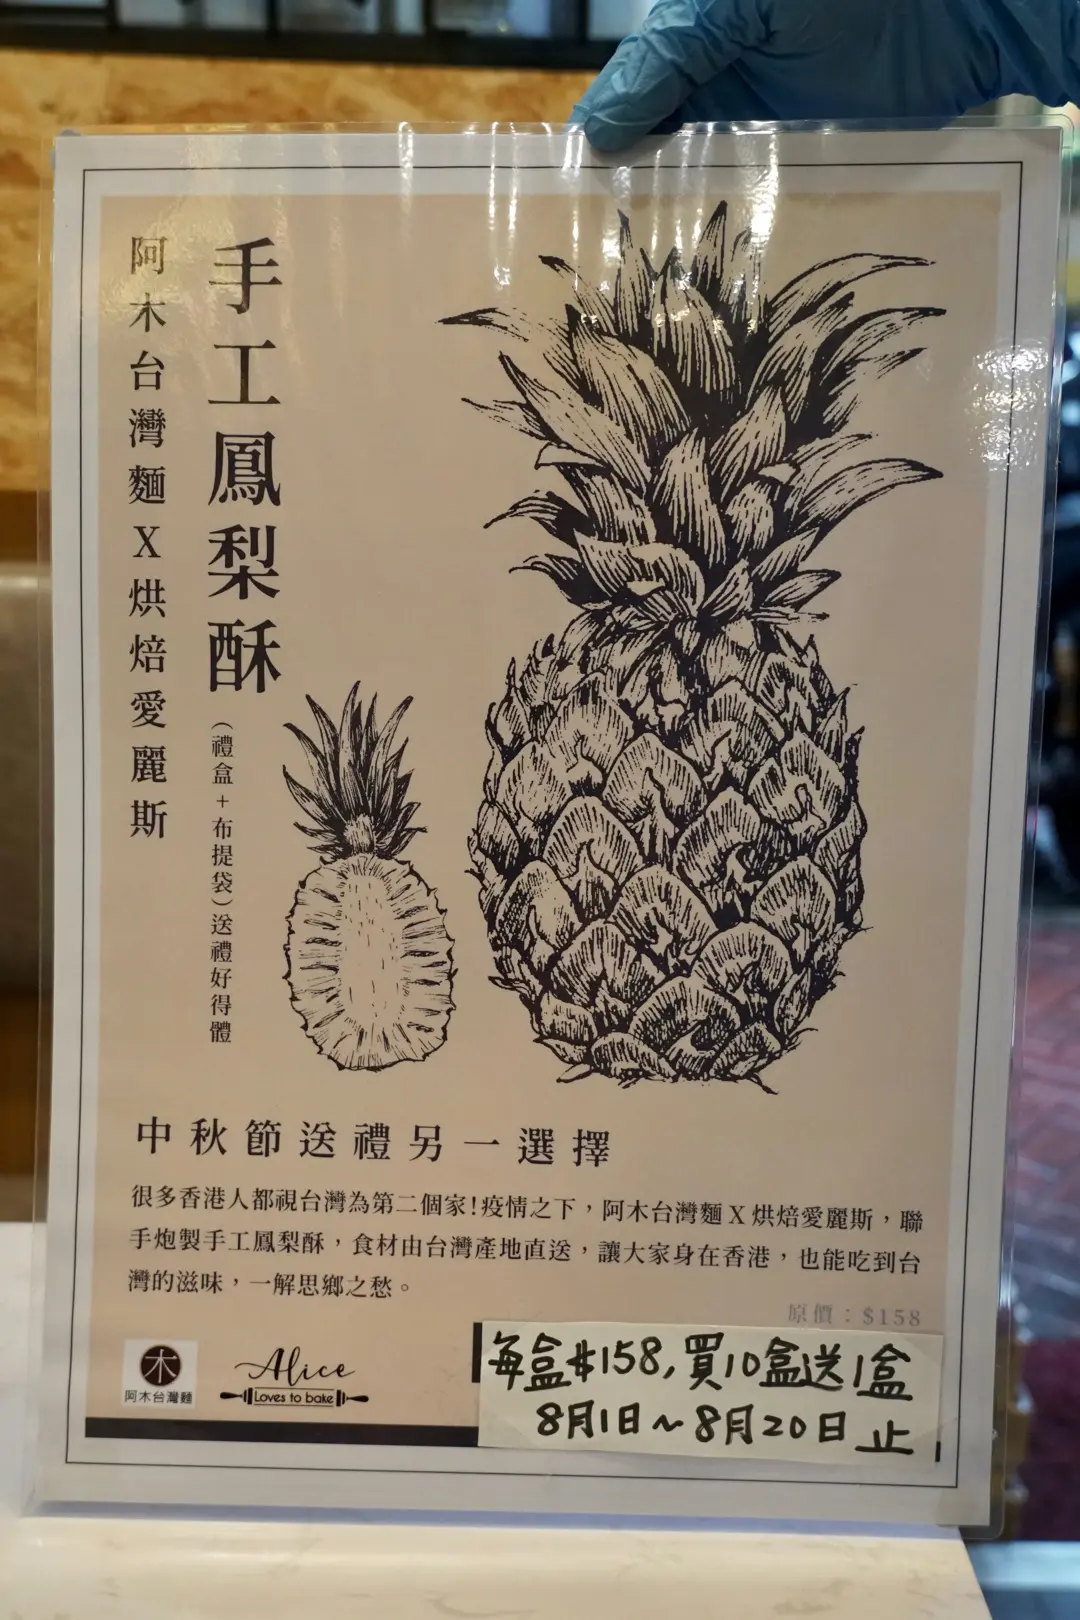 手工鳳梨酥
(禮盒+布提袋)送禮好得體
阿木台灣麵X烘焙愛麗斯
中秋節送禮另一選擇
很多香港人都視台灣為第二個家!疫情之下，阿木台灣麵X烘焙愛麗斯，聯
手炮製手工鳳梨酥，食材由台灣產地直送，讓大家身在香港，也能吃到台
灣的滋味，一解思鄉之愁。
原價：$158
每盒$158,買10盒送1盒
8月1日~8月20日止
木
阿木台灣麵
Alice
Loves to bake